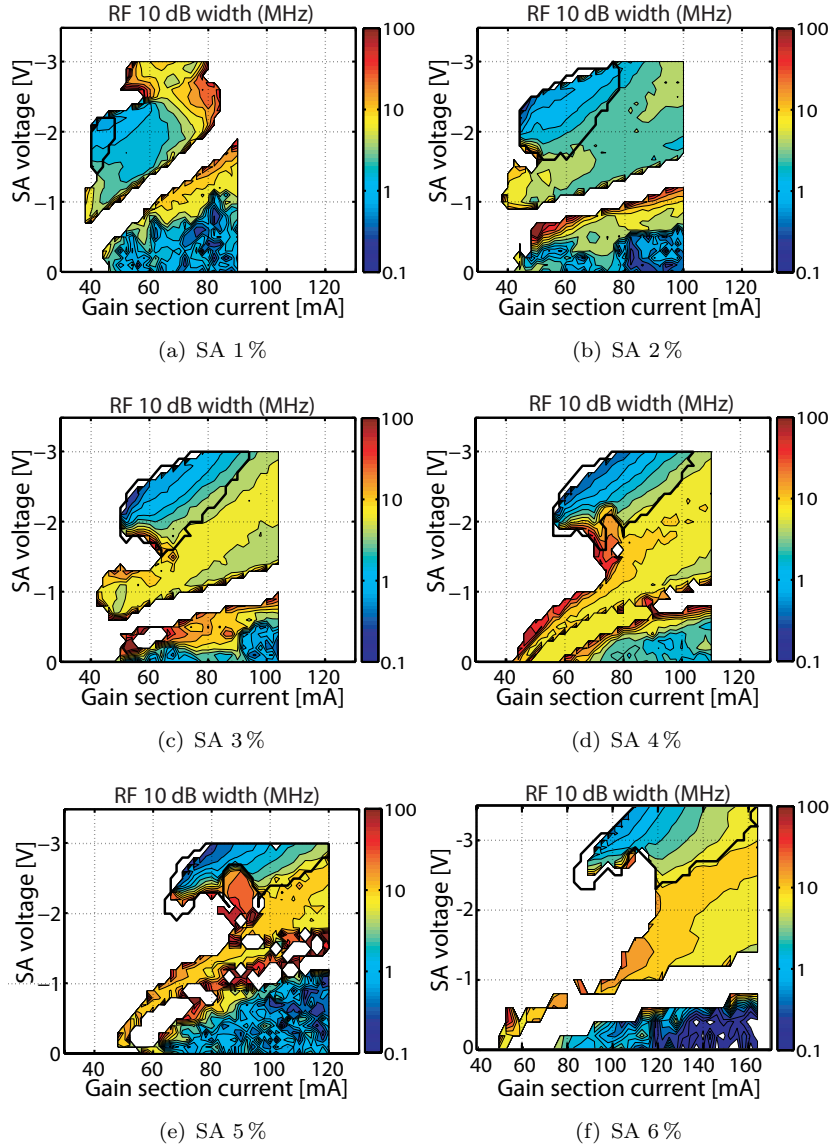 RF 10 dB width (MHz)
SA voltage [V]
−3
−2
−1
0
40 60 80 100 120
Gain section current [mA]
100
10
1
0.1
(a) SA 1 %
RF 10 dB width (MHz)
SA voltage [V]
−3
−2
−1
0
40 60 80 100 120
Gain section current [mA]
100
10
1
0.1
(b) SA 2 %
RF 10 dB width (MHz)
SA voltage [V]
−3
−2
−1
0
40 60 80 100 120
Gain section current [mA]
100
10
1
0.1
(c) SA 3 %
RF 10 dB width (MHz)
SA voltage [V]
−3
−2
−1
0
40 60 80 100 120
Gain section current [mA]
100
10
1
0.1
(d) SA 4 %
RF 10 dB width (MHz)
SA voltage [V]
−3
−2
−1
0
40 60 80 100 120
Gain section current [mA]
100
10
1
0.1
(e) SA 5 %
RF 10 dB width (MHz)
SA voltage [V]
-3
-2
-1
0
40 60 80 100 120 140 160
Gain section current [mA]
100
10
1
0.1
(f) SA 6 %